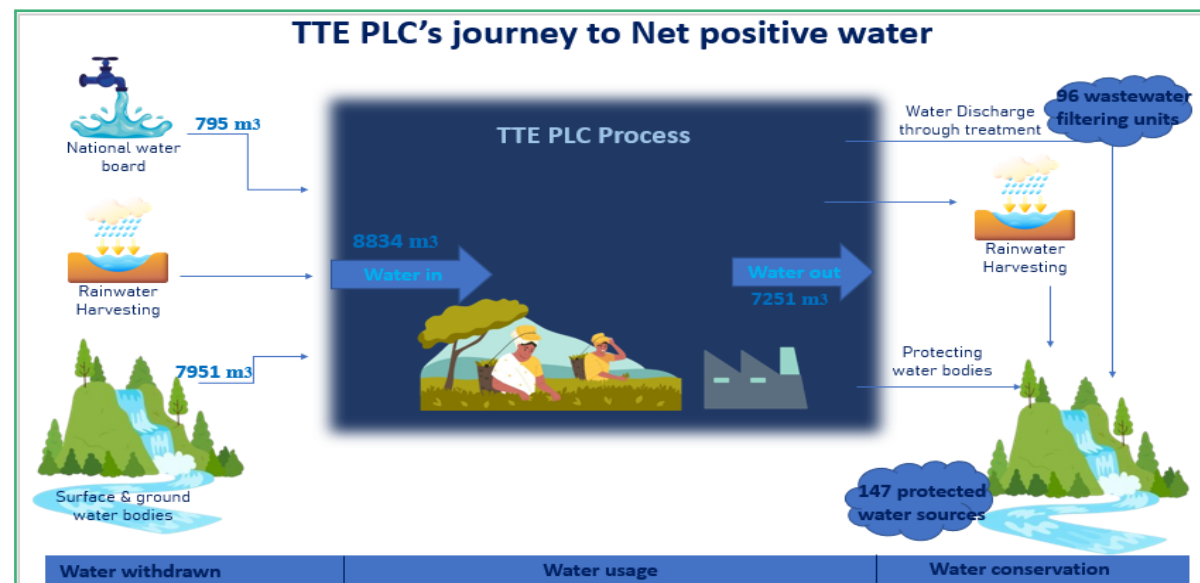 TTE PLC’s journey to Net positive water
795 m3
National water
board
Rainwater
Harvesting
7951 m3
Surface & ground
water bodies
TTE PLC Process
8834 m3
Water in
Water out
7251 m3
Water Discharge
through treatment
96 wastewater
filtering units
Rainwater
Harvesting
Protecting
water bodies
147 protected
water sources
Water withdrawn
Water usage
Water conservation